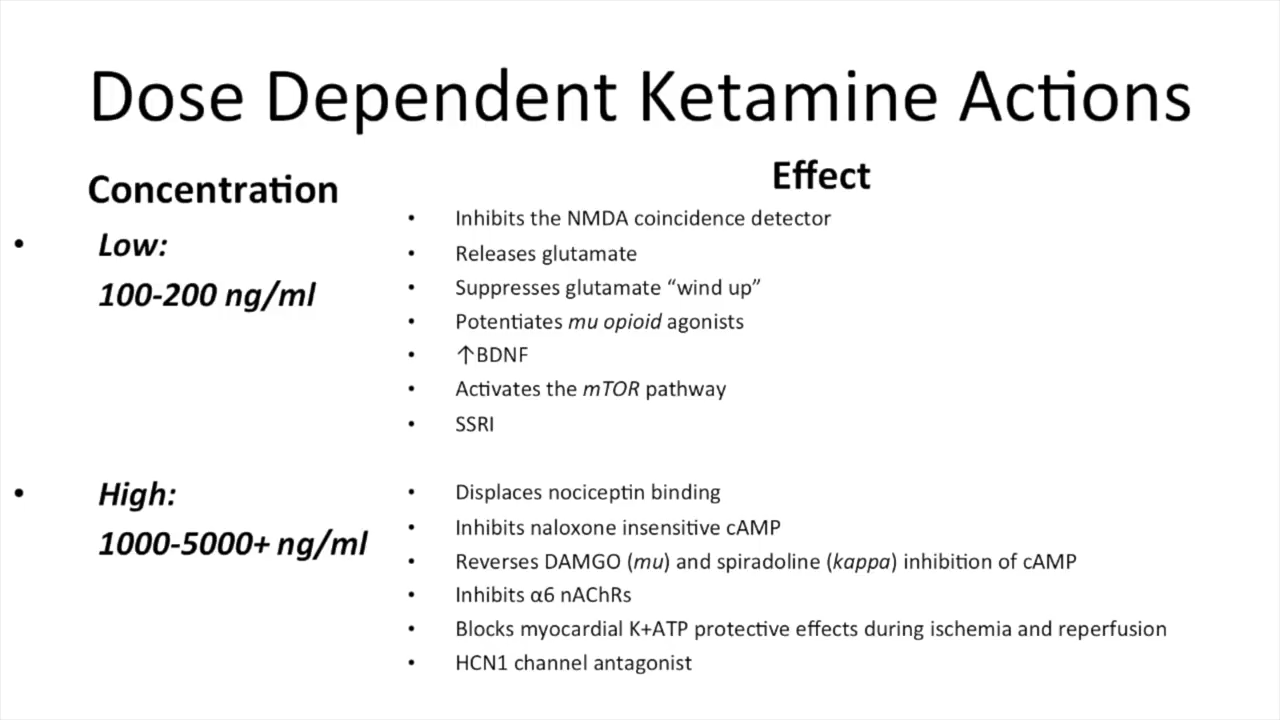 Dose Dependent Ketamine Actions
Concentration
• Low:
100-200 ng/ml
Effect
• Inhibits the NMDA coincidence detector
• Releases glutamate
• Suppresses glutamate “wind up”
• Potentiates mu opioid agonists
• ↑BDNF
• Activates the mTOR pathway
• SSRI
• High:
1000-5000+ ng/ml
• Displaces nociceptin binding
• Inhibits naloxone insensitive cAMP
• Reverses DAMGO (mu) and spiradoline (kappa) inhibition of cAMP
• Inhibits α6 nAChRs
• Blocks myocardial K+ATP protective effects during ischemia and reperfusion
• HCN1 channel antagonist